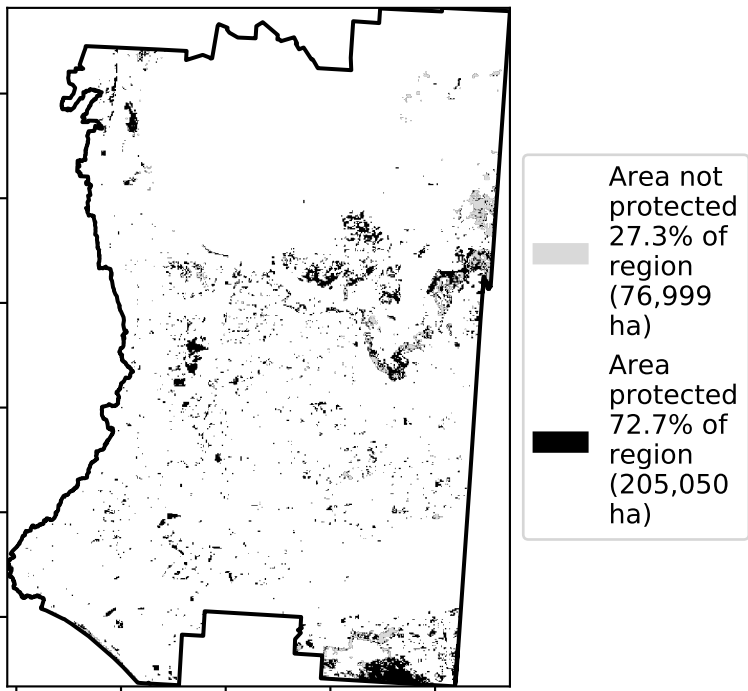 Area not
protected
27.3% of
region
(76,999
ha)
Area
protected
72.7% of
region
(205,050
ha)